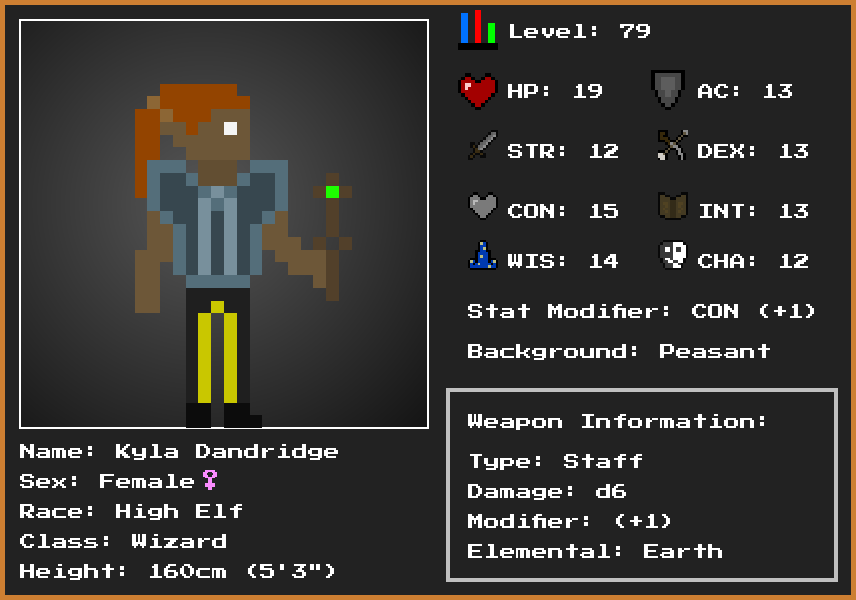 Level: 79
HP: 19
AC: 13
STR: 12
DEX: 13
CON: 15
INT: 13
WIS: 14
CHA: 12
Stat Modifier: CON (+1)
Background: Peasant
Weapon Information:
Type: Staff
Damage: d6
Modifier: (+1)
Elemental: Earth
Name: Kyla Dandridge
Sex: Female♀
Race: High Elf
Class: Wizard
Height: 160cm (5'3")